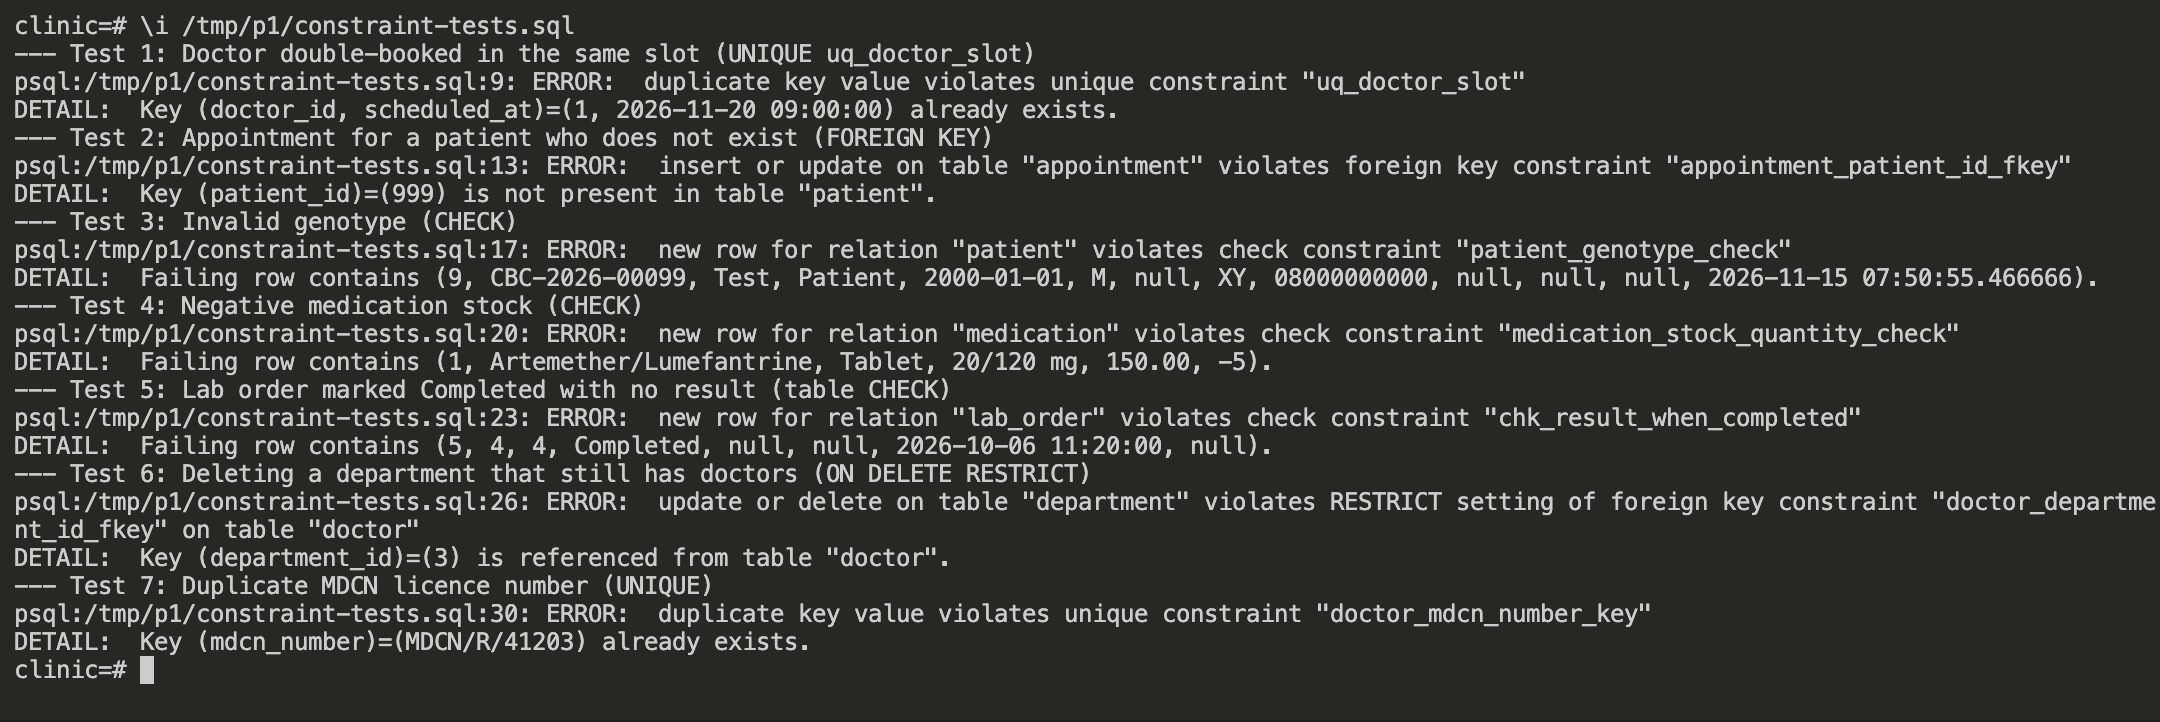 clinic=# \i /tmp/p1/constraint-tests.sql
--- Test 1: Doctor double-booked in the same slot (UNIQUE uq_doctor_slot)
psql:/tmp/p1/constraint-tests.sql:9: ERROR:  duplicate key value violates unique constraint "uq_doctor_slot"
DETAIL:  Key (doctor_id, scheduled_at)=(1, 2026-11-20 09:00:00) already exists.
--- Test 2: Appointment for a patient who does not exist (FOREIGN KEY)
psql:/tmp/p1/constraint-tests.sql:13: ERROR:  insert or update on table "appointment" violates foreign key constraint "appointment_patient_id_fkey"
DETAIL:  Key (patient_id)=(999) is not present in table "patient".
--- Test 3: Invalid genotype (CHECK)
psql:/tmp/p1/constraint-tests.sql:17: ERROR:  new row for relation "patient" violates check constraint "patient_genotype_check"
DETAIL:  Failing row contains (9, CBC-2026-00099, Test, Patient, 2000-01-01, M, null, XY, 08000000000, null, null, null, 2026-11-15 07:50:55.466666).
--- Test 4: Negative medication stock (CHECK)
psql:/tmp/p1/constraint-tests.sql:20: ERROR:  new row for relation "medication" violates check constraint "medication_stock_quantity_check"
DETAIL:  Failing row contains (1, Artemether/Lumefantrine, Tablet, 20/120 mg, 150.00, -5).
--- Test 5: Lab order marked Completed with no result (table CHECK)
psql:/tmp/p1/constraint-tests.sql:23: ERROR:  new row for relation "lab_order" violates check constraint "chk_result_when_completed"
DETAIL:  Failing row contains (5, 4, 4, Completed, null, null, 2026-10-06 11:20:00, null).
--- Test 6: Deleting a department that still has doctors (ON DELETE RESTRICT)
psql:/tmp/p1/constraint-tests.sql:26: ERROR:  update or delete on table "department" violates RESTRICT setting of foreign key constraint "doctor_departme
nt_id_fkey" on table "doctor"
DETAIL:  Key (department_id)=(3) is referenced from table "doctor".
--- Test 7: Duplicate MDCN licence number (UNIQUE)
psql:/tmp/p1/constraint-tests.sql:30: ERROR:  duplicate key value violates unique constraint "doctor_mdcn_number_key"
DETAIL:  Key (mdcn_number)=(MDCN/R/41203) already exists.
clinic=#